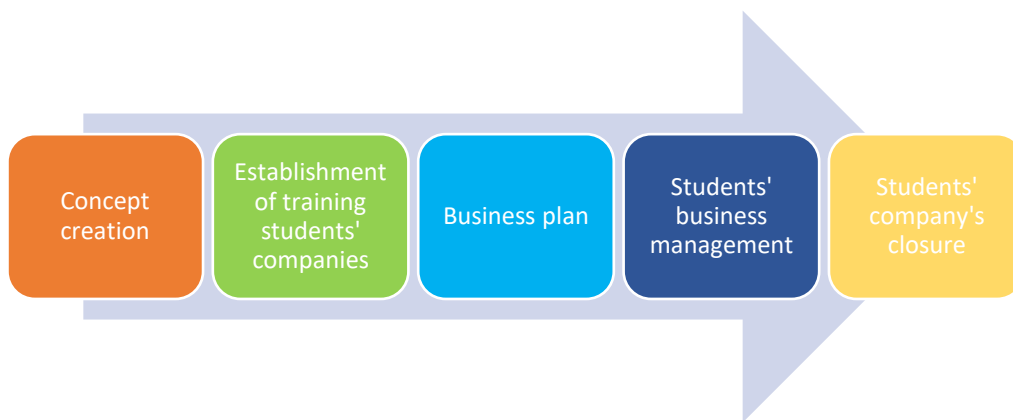 Concept
creation
Establishment
of training
students'
companies
Business plan
Students'
business
management
Students'
company's
closure